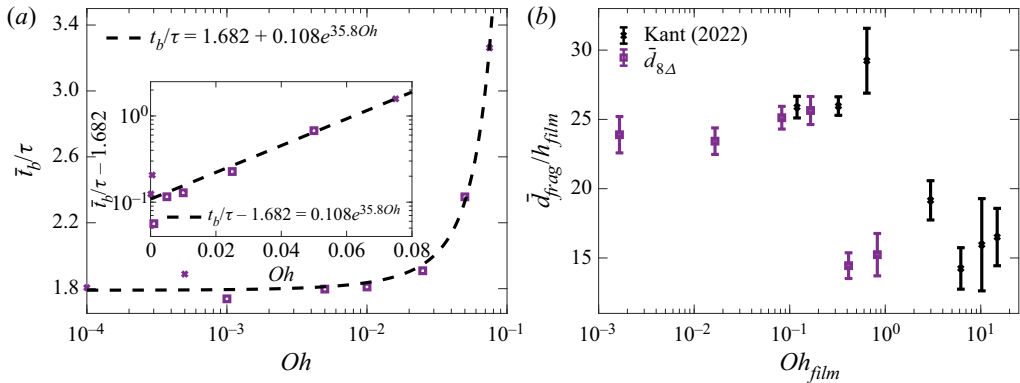 (a)
3.4
3.0
2.6
2.2
1.8
t̄_b/τ
t_b/τ = 1.682 + 0.108e^{35.8Oh}
10^0
10^{-1}
t̄_b/τ − 1.682
t_b/τ − 1.682 = 0.108e^{35.8Oh}
0 0.02 0.04 0.06 0.08
Oh
10^{-4} 10^{-3} 10^{-2} 10^{-1}
Oh
(b)
30
25
20
15
d̄_{frag}/h_{film}
Kant (2022)
d̄_{8Δ}
10^{-3} 10^{-2} 10^{-1} 10^0 10^1
Oh_{film}